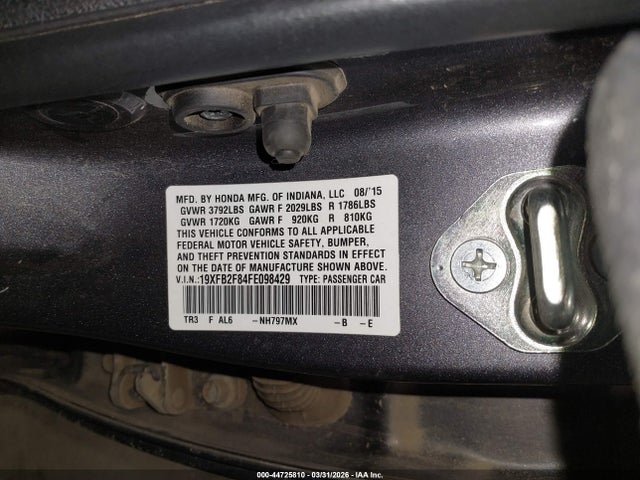 MFD. BY HONDA MFG. OF INDIANA, LLC 08/'15
GVWR 3792LBS GAWR F 2029LBS R 1786LBS
GVWR 1720KG GAWR F 920KG R 810KG
THIS VEHICLE CONFORMS TO ALL APPLICABLE
FEDERAL MOTOR VEHICLE SAFETY, BUMPER,
AND THEFT PREVENTION STANDARDS IN EFFECT
ON THE DATE OF MANUFACTURE SHOWN ABOVE.
V.I.N.:19XFB2F84FE098429 TYPE: PASSENGER CAR
TR3 F AL6 -NH797MX -B -E
000-44725810 - 03/31/2026 - IAA Inc.